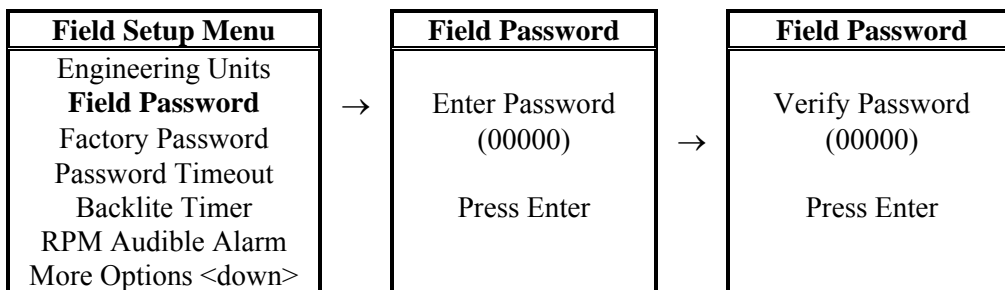 Field Setup Menu
Engineering Units
Field Password
Factory Password
Password Timeout
Backlite Timer
RPM Audible Alarm
More Options <down>
→
Field Password
Enter Password
(00000)
Press Enter
→
Field Password
Verify Password
(00000)
Press Enter